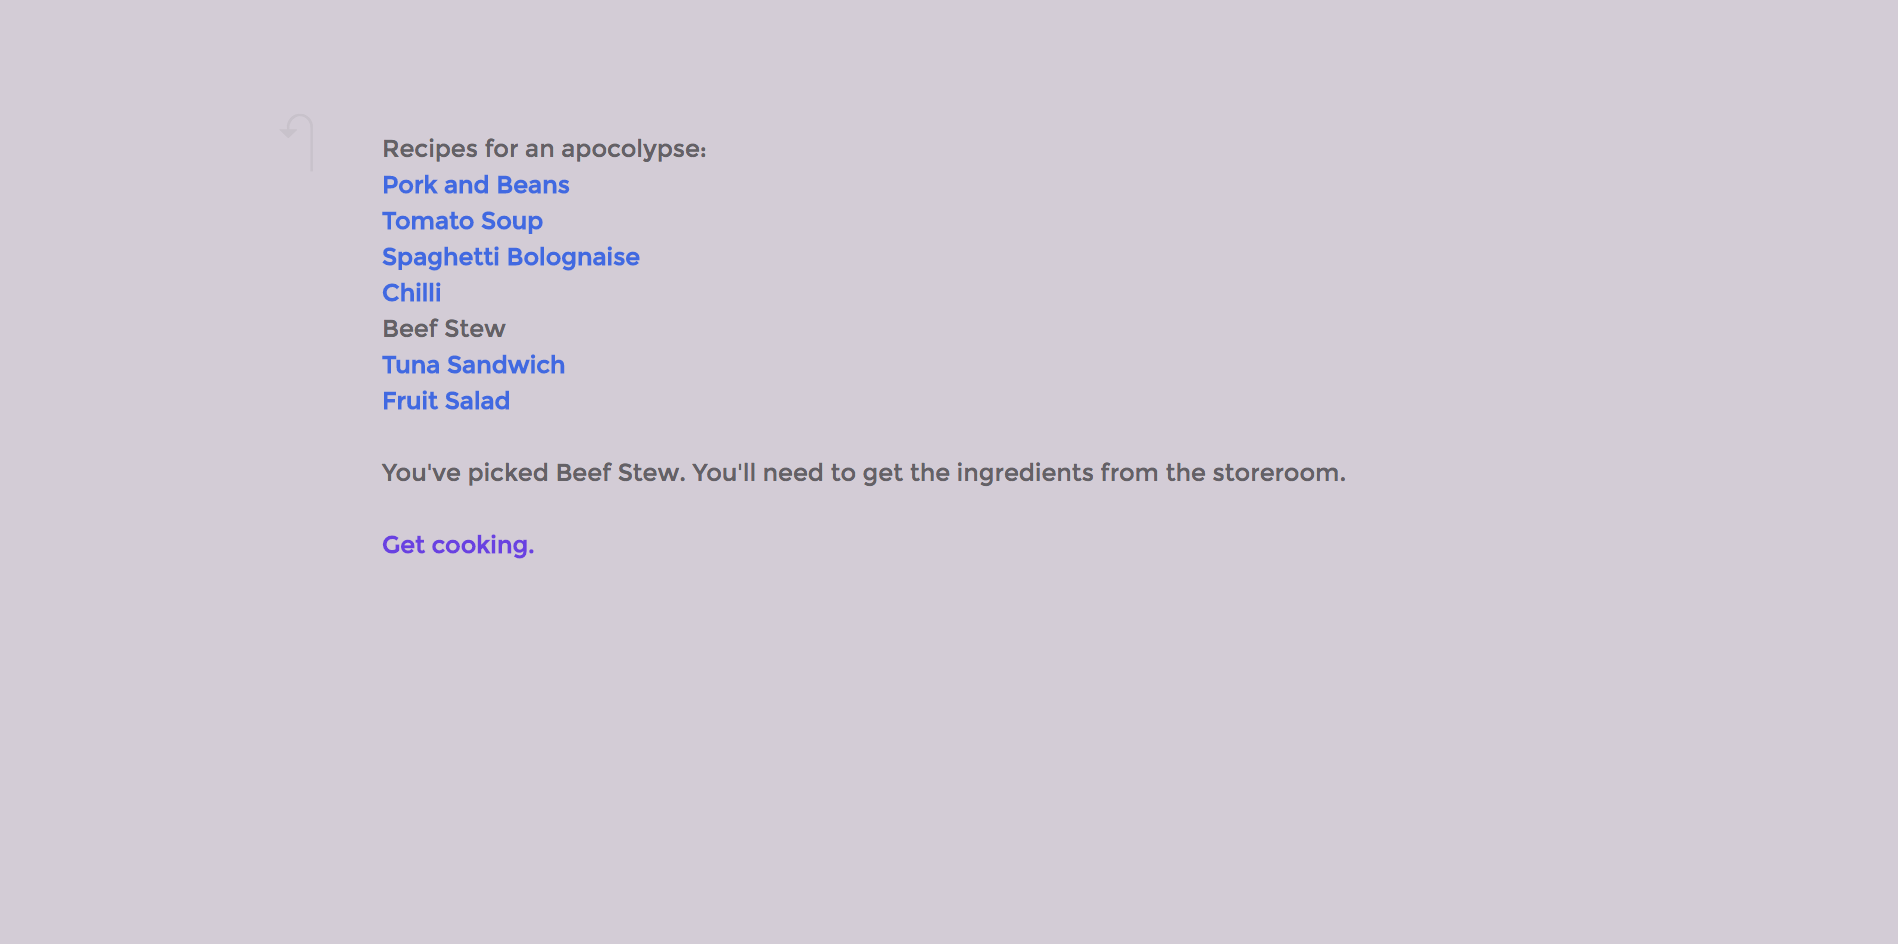 Recipes for an apocolypse:
Pork and Beans
Tomato Soup
Spaghetti Bolognaise
Chilli
Beef Stew
Tuna Sandwich
Fruit Salad
You've picked Beef Stew. You'll need to get the ingredients from the storeroom.
Get cooking.